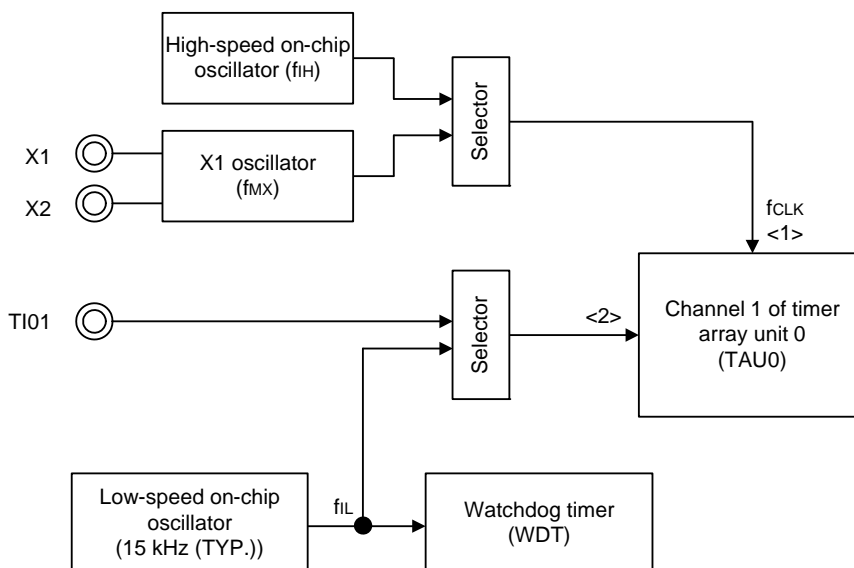 High-speed on-chip
oscillator (fIH)
Selector
X1
X1 oscillator
(fMX)
X2
fCLK
<1>
TI01
Selector
<2>
Channel 1 of timer
array unit 0
(TAU0)
Low-speed on-chip
oscillator
(15 kHz (TYP.))
fIL
Watchdog timer
(WDT)